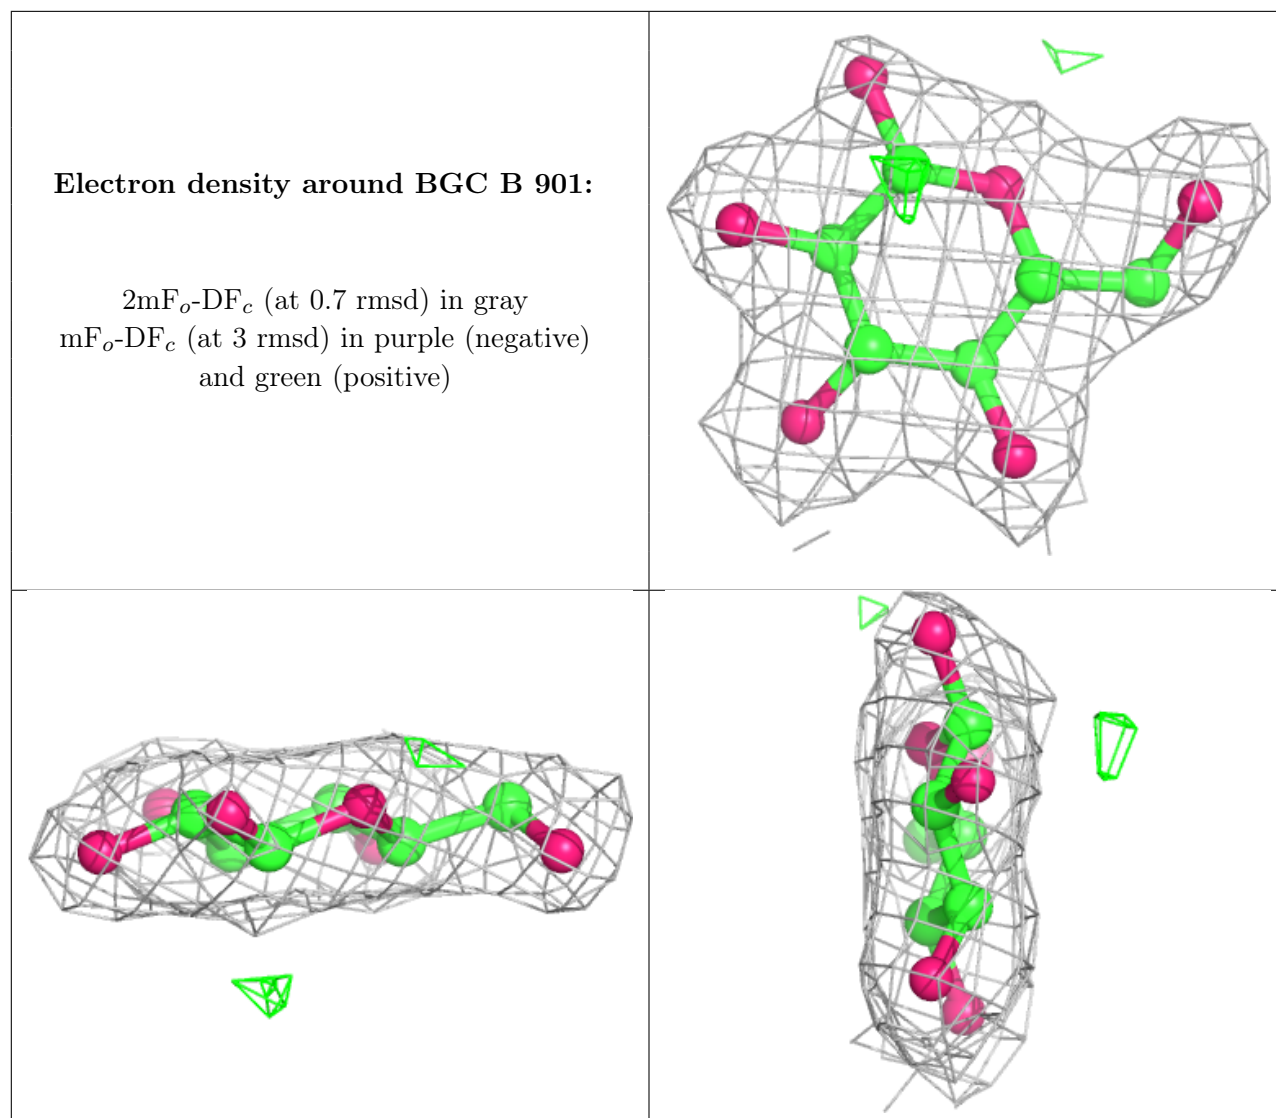 Electron density around BGC B 901:
2mFₒ-DF𝒸 (at 0.7 rmsd) in gray
mFₒ-DF𝒸 (at 3 rmsd) in purple (negative)
and green (positive)